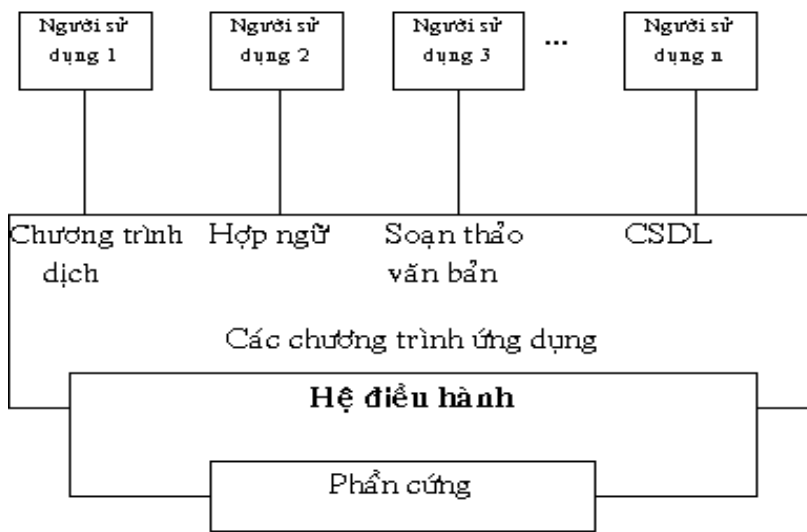 Người sử
dụng 1
Người sử
dụng 2
Người sử
dụng 3
...
Người sử
dụng n
Chương trình
dịch
Hợp ngữ
Soạn thảo
văn bản
CSDL
Các chương trình ứng dụng
Hệ điều hành
Phần cứng